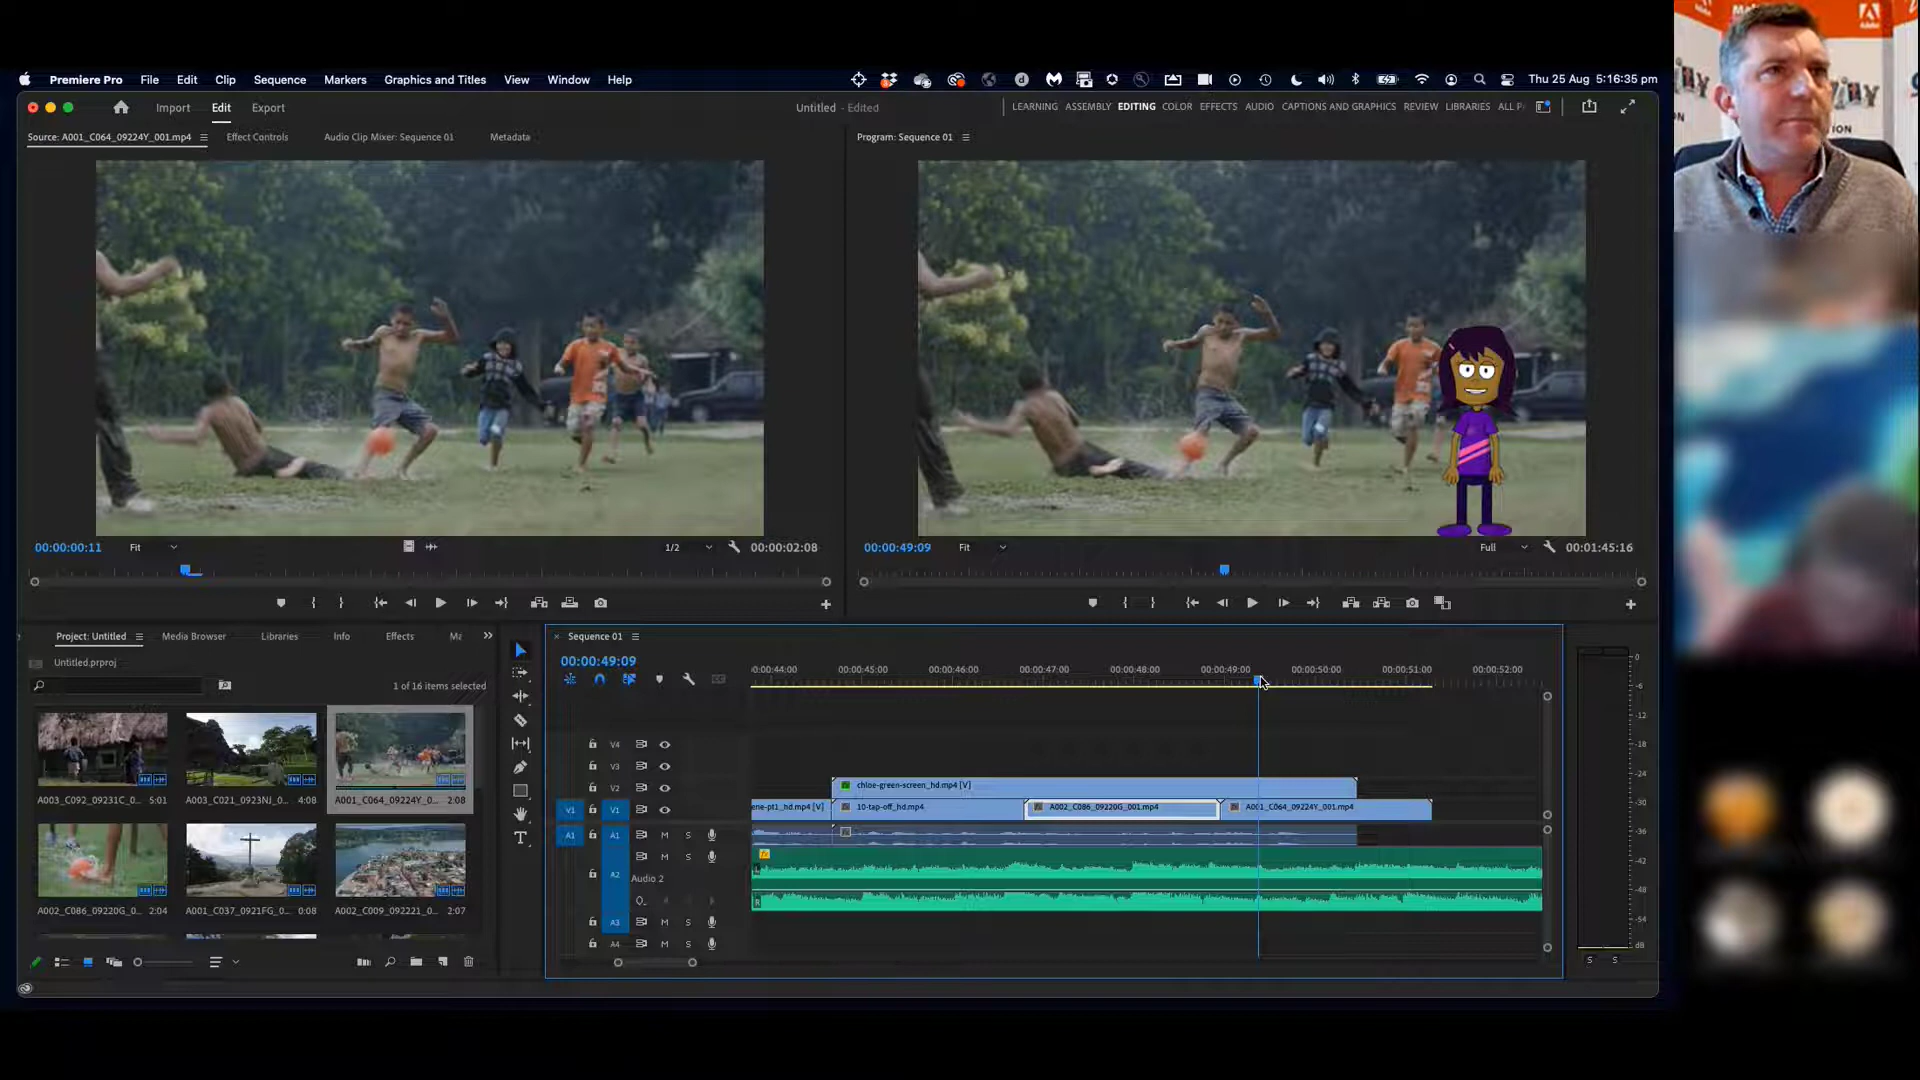 Premiere Pro File Edit Clip Sequence Markers Graphics and Titles View Window Help Thu 25 Aug 5:16:35 pm
Import Edit Export Untitled - Edited LEARNING ASSEMBLY EDITING COLOR EFFECTS AUDIO CAPTIONS AND GRAPHICS REVIEW LIBRARIES ALL P
Source: A001_C064_09224Y_001.mp4 Effect Controls Audio Clip Mixer: Sequence 01 Metadata Program: Sequence 01
00:00:00:11 Fit 1/2 00:00:02:08 00:00:49:09 Fit Full 00:01:45:16
Project: Untitled Media Browser Libraries Info Effects Ma
Untitled.prproj
1 of 16 items selected
A003_C092_09231C_0... 5:01 A003_C021_0923NJ_0... 4:08 A001_C064_09224Y_0... 2:08
A002_C086_09220G_0... 2:04 A001_C037_0921FG_0... 0:08 A002_C009_092221_0... 2:07
Sequence 01
00:00:49:09
00:00:44:00 00:00:45:00 00:00:46:00 00:00:47:00 00:00:48:00 00:00:49:00 00:00:50:00 00:00:51:00 00:00:52:00
V4
V3
V2 chloe-green-screen_hd.mp4 [V]
V1 V1 ene-pt1_hd.mp4 [V] 10-tap-off_hd.mp4 A002_C086_09220G_001.mp4 A001_C064_09224Y_001.mp4
A1 A1 M S
M S
A2 Audio 2
L
R
A3 M S
A4 M S
0
-6
-12
-18
-24
-30
-36
-42
-48
-54
dB
S S
Adobe